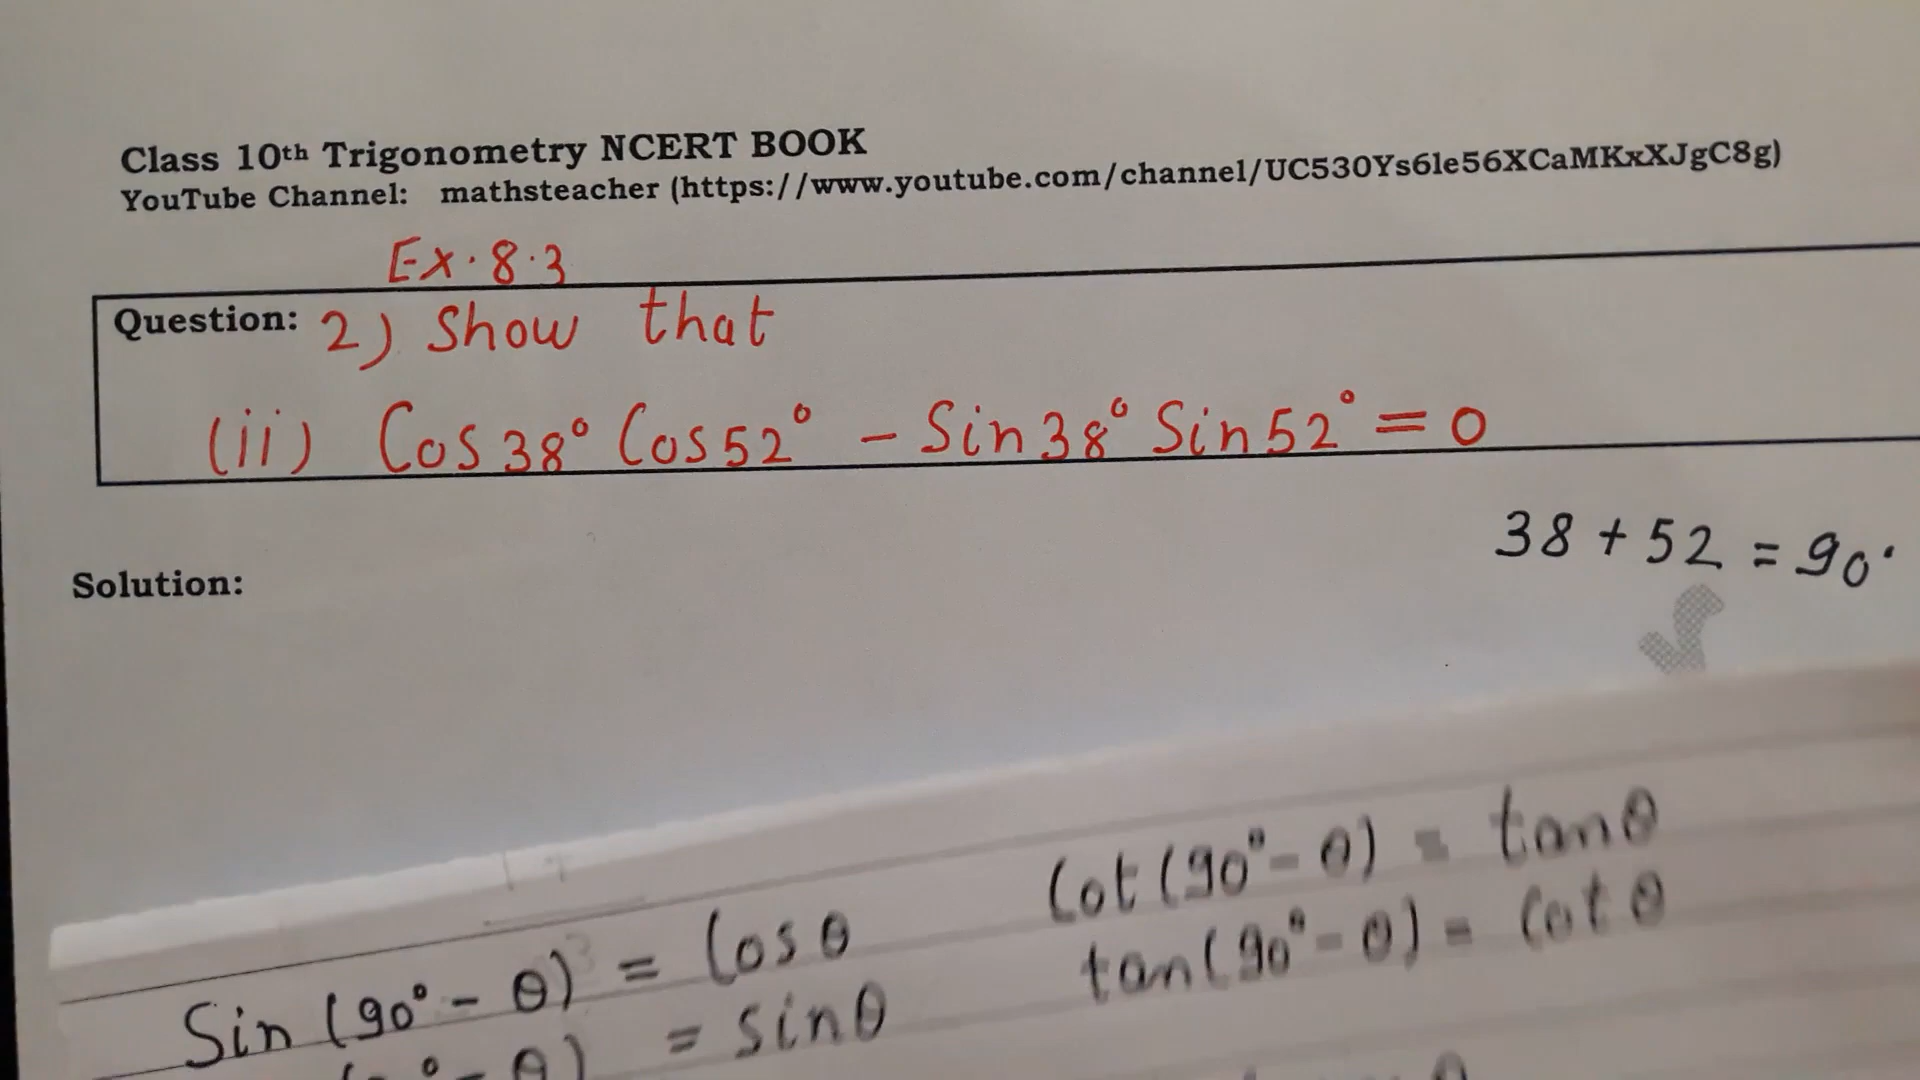 Class 10th Trigonometry NCERT BOOK
YouTube Channel: mathsteacher (https://www.youtube.com/channel/UC530Ys6le56XCaMKxXJgC8g)
Ex. 8.3
Question: 2) Show that
(ii) Cos 38° Cos 52° - Sin 38° Sin 52° = 0
38 + 52 = 90°
Solution:
Cot (90° - θ) = tan θ
tan (90° - θ) = Cot θ
Sin (90° - θ) = Cos θ
° - θ) = sin θ